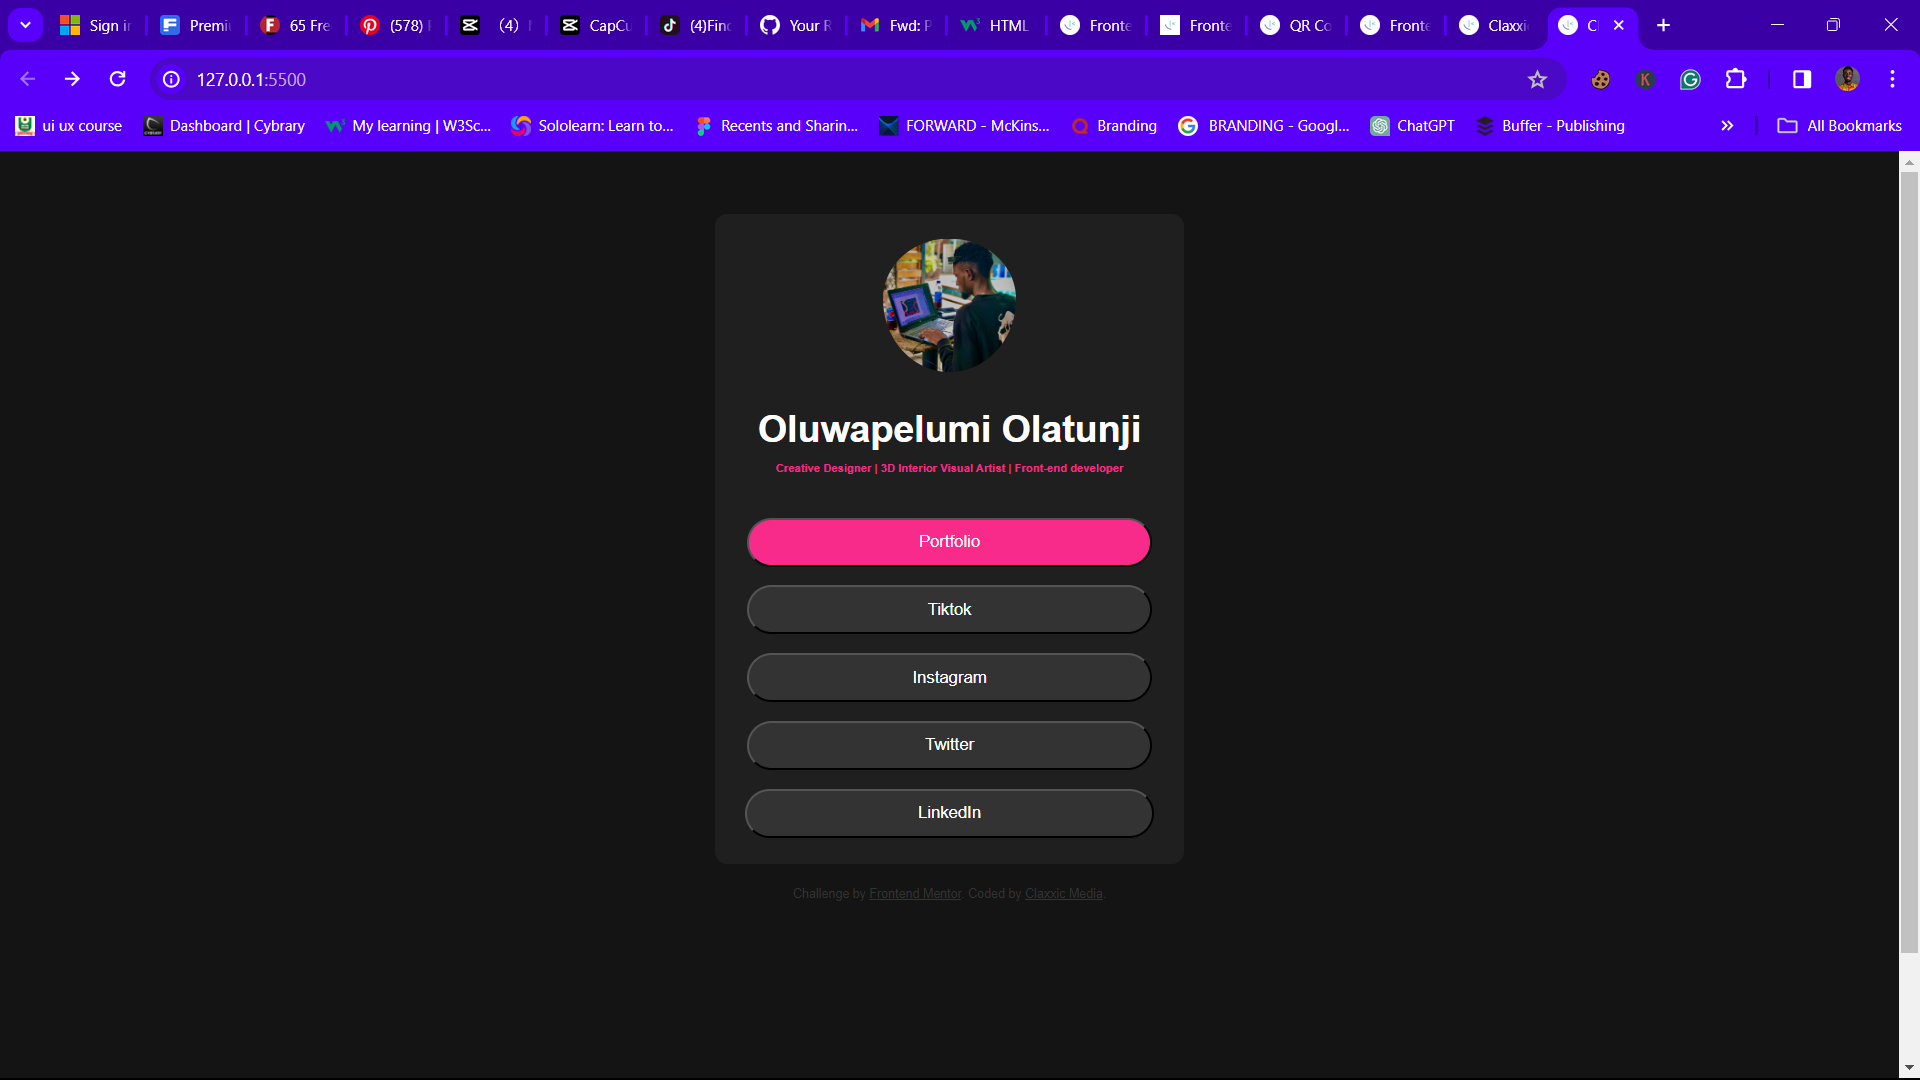 Sign in
Premi
65 Fre
(578)
(4)
CapCu
(4)Find
Your R
Fwd: P
HTML
Fronte
Fronte
QR Co
Fronte
Claxxi
C
127.0.0.1:5500
ui ux course
Dashboard | Cybrary
My learning | W3Sc...
Sololearn: Learn to...
Recents and Sharin...
FORWARD - McKins...
Branding
BRANDING - Googl...
ChatGPT
Buffer - Publishing
All Bookmarks
Oluwapelumi Olatunji
Creative Designer | 3D Interior Visual Artist | Front-end developer
Portfolio
Tiktok
Instagram
Twitter
LinkedIn
Challenge by Frontend Mentor. Coded by Claxxic Media.